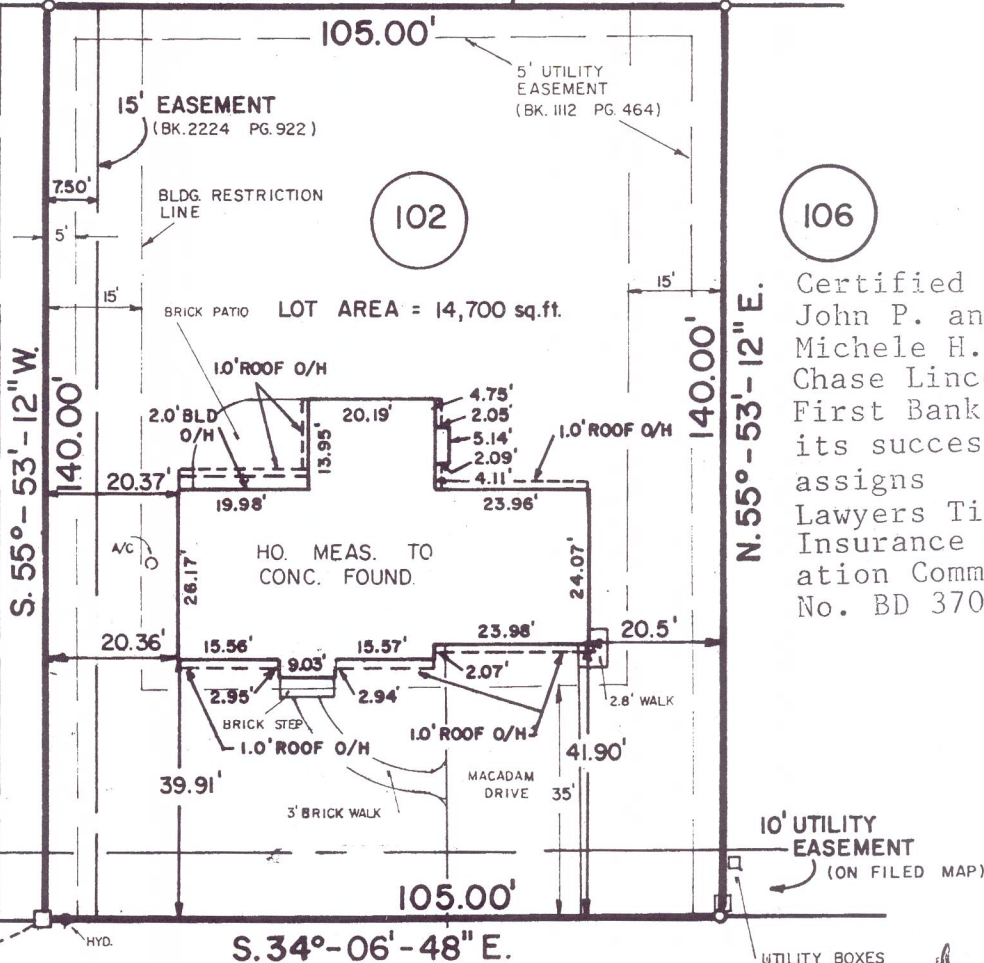 105.00'
5' UTILITY
EASEMENT
(BK. 1112 PG. 464)
15' EASEMENT
(BK. 2224 PG. 922)
7.50'
BLDG. RESTRICTION
LINE
102
106
5'
15'
15'
BRICK PATIO
LOT AREA = 14,700 sq.ft.
Certified
John P. an
Michele H.
Chase Linc
First Bank
its succes
assigns
Lawyers Ti
Insurance
ation Comm
No. BD 370
S. 55°-53'-12" W.
140.00'
140.00'
N. 55°-53'-12" E.
1.0' ROOF O/H
2.0' BLD
O/H
20.19'
4.75'
2.05'
5.14'
2.09'
4.11'
1.0' ROOF O/H
13.95'
20.37'
19.98'
23.96'
A/C
26.17'
HO. MEAS. TO
CONC. FOUND.
24.07'
20.36'
15.56'
9.03'
15.57'
23.98'
20.5'
2.95'
2.94'
2.07'
2.8' WALK
BRICK STEP
1.0' ROOF O/H
1.0' ROOF O/H
39.91'
3' BRICK WALK
MACADAM
DRIVE
35'
41.90'
10' UTILITY
EASEMENT
(ON FILED MAP)
105.00'
HYD.
S. 34°-06'-48" E.
UTILITY BOXES